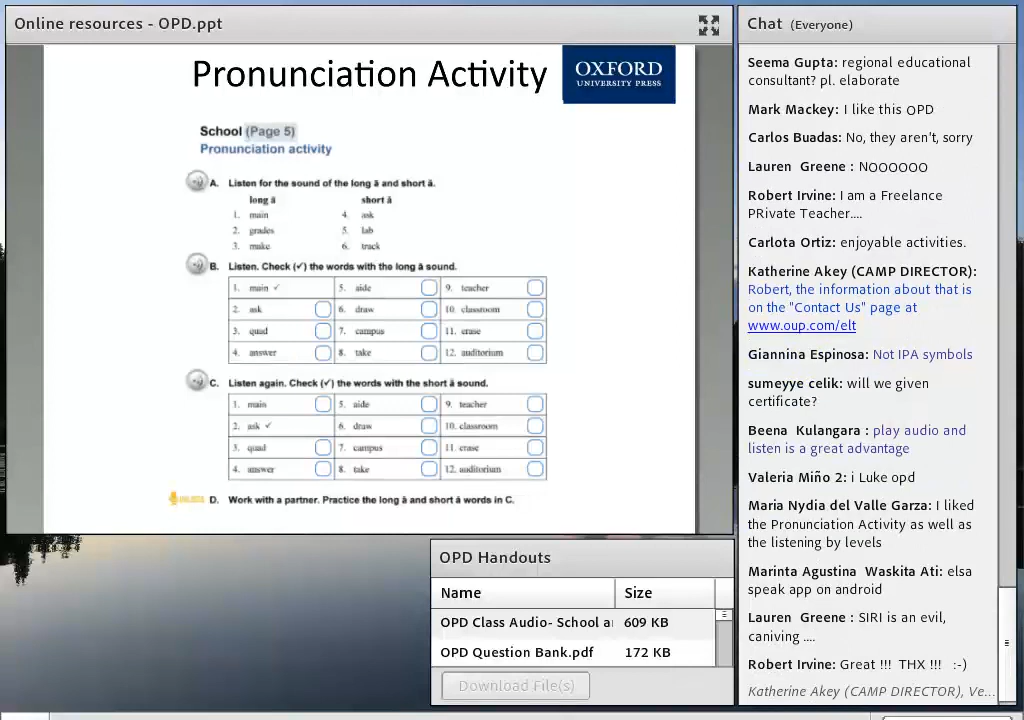 Online resources - OPD.ppt
Pronunciation Activity
OXFORD
UNIVERSITY PRESS
School (Page 5)
Pronunciation activity
A. Listen for the sound of the long ā and short ă.
long ā short ă
1. main 4. ask
2. grades 5. lab
3. make 6. track
B. Listen. Check (✓) the words with the long ā sound.
1. main ✓ 5. aide 9. teacher
2. ask 6. draw 10. classroom
3. quad 7. campus 11. erase
4. answer 8. take 12. auditorium
C. Listen again. Check (✓) the words with the short ă sound.
1. main 5. aide 9. teacher
2. ask ✓ 6. draw 10. classroom
3. quad 7. campus 11. erase
4. answer 8. take 12. auditorium
D. Work with a partner. Practice the long ā and short ă words in C.
OPD Handouts
Name Size
OPD Class Audio- School a 609 KB
OPD Question Bank.pdf 172 KB
Download File(s)
Chat (Everyone)
Seema Gupta: regional educational
consultant? pl. elaborate
Mark Mackey: I like this OPD
Carlos Buadas: No, they aren't, sorry
Lauren Greene : NOOOOOO
Robert Irvine: I am a Freelance
PRivate Teacher....
Carlota Ortiz: enjoyable activities.
Katherine Akey (CAMP DIRECTOR):
Robert, the information about that is
on the "Contact Us" page at
www.oup.com/elt
Giannina Espinosa: Not IPA symbols
sumeyye celik: will we given
certificate?
Beena Kulangara : play audio and
listen is a great advantage
Valeria Miño 2: i Luke opd
Maria Nydia del Valle Garza: I liked
the Pronunciation Activity as well as
the listening by levels
Marinta Agustina Waskita Ati: elsa
speak app on android
Lauren Greene : SIRI is an evil,
caniving ....
Robert Irvine: Great !!! THX !!! :-)
Katherine Akey (CAMP DIRECTOR), Ve...